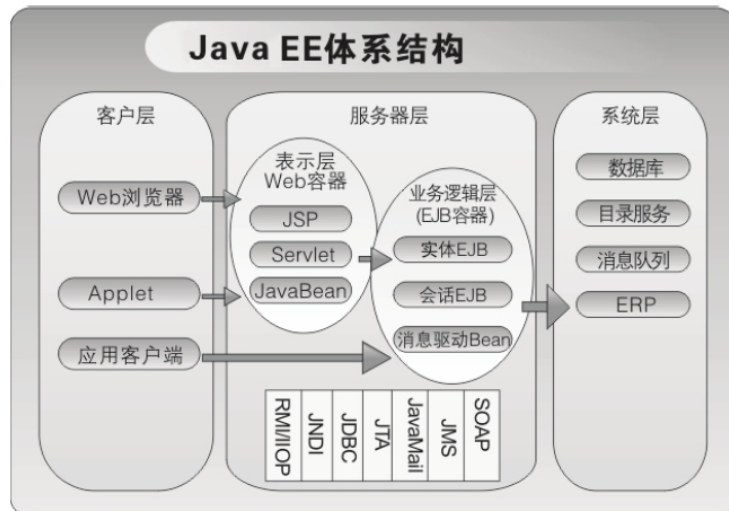 Java EE体系结构
客户层
Web浏览器
Applet
应用客户端
服务器层
表示层
Web容器
JSP
Servlet
JavaBean
业务逻辑层
(EJB容器)
实体EJB
会话EJB
消息驱动Bean
RMI/IIOP
JNDI
JDBC
JTA
JavaMail
JMS
SOAP
系统层
数据库
目录服务
消息队列
ERP